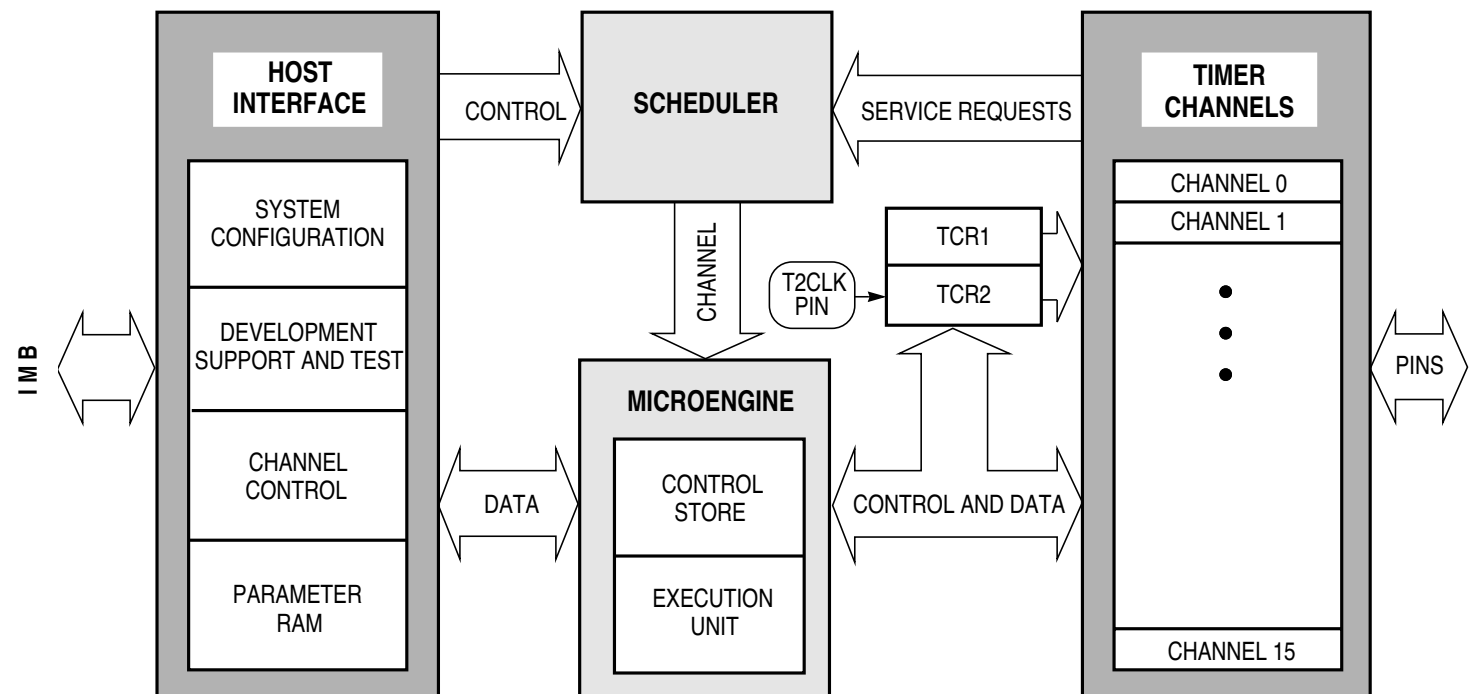 HOST
INTERFACE
CONTROL
SCHEDULER
SERVICE REQUESTS
TIMER
CHANNELS
SYSTEM
CONFIGURATION
DEVELOPMENT
SUPPORT AND TEST
CHANNEL
CONTROL
PARAMETER
RAM
IMB
CHANNEL
T2CLK
PIN
TCR1
TCR2
CHANNEL 0
CHANNEL 1
CHANNEL 15
PINS
MICROENGINE
CONTROL
STORE
EXECUTION
UNIT
DATA
CONTROL AND DATA